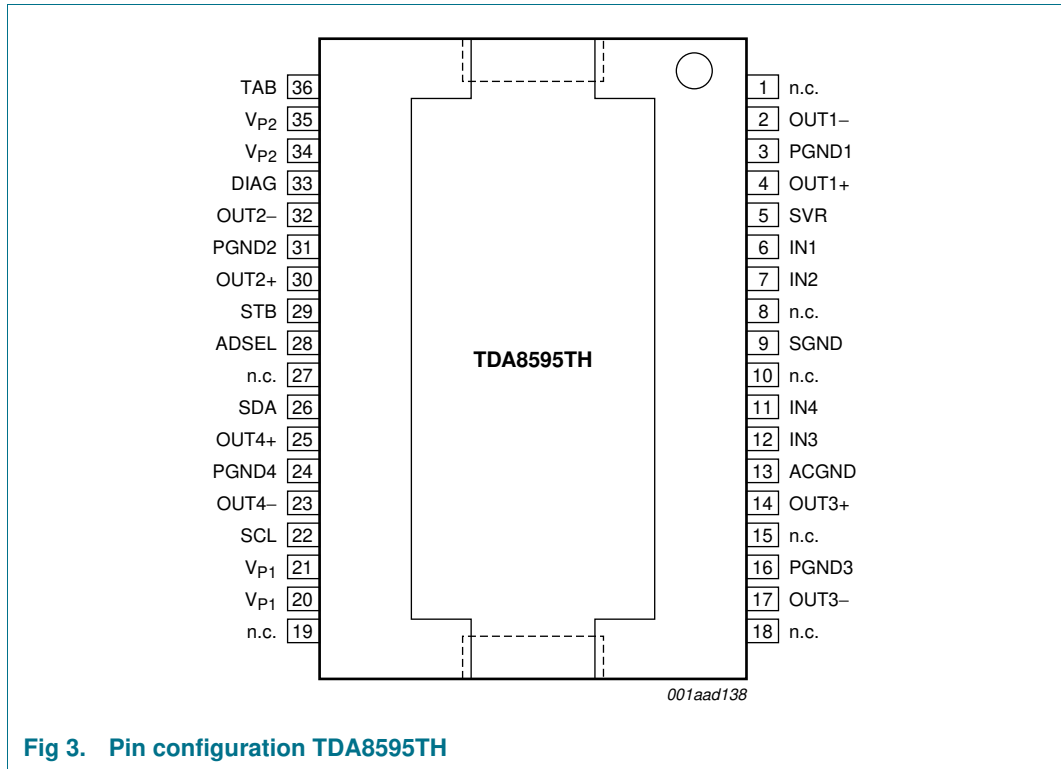 TAB 36 1 n.c.
VP2 35 2 OUT1−
VP2 34 3 PGND1
DIAG 33 4 OUT1+
OUT2− 32 5 SVR
PGND2 31 6 IN1
OUT2+ 30 7 IN2
STB 29 8 n.c.
ADSEL 28 9 SGND
TDA8595TH
n.c. 27 10 n.c.
SDA 26 11 IN4
OUT4+ 25 12 IN3
PGND4 24 13 ACGND
OUT4− 23 14 OUT3+
SCL 22 15 n.c.
VP1 21 16 PGND3
VP1 20 17 OUT3−
n.c. 19 18 n.c.
001aad138
Fig 3. Pin configuration TDA8595TH